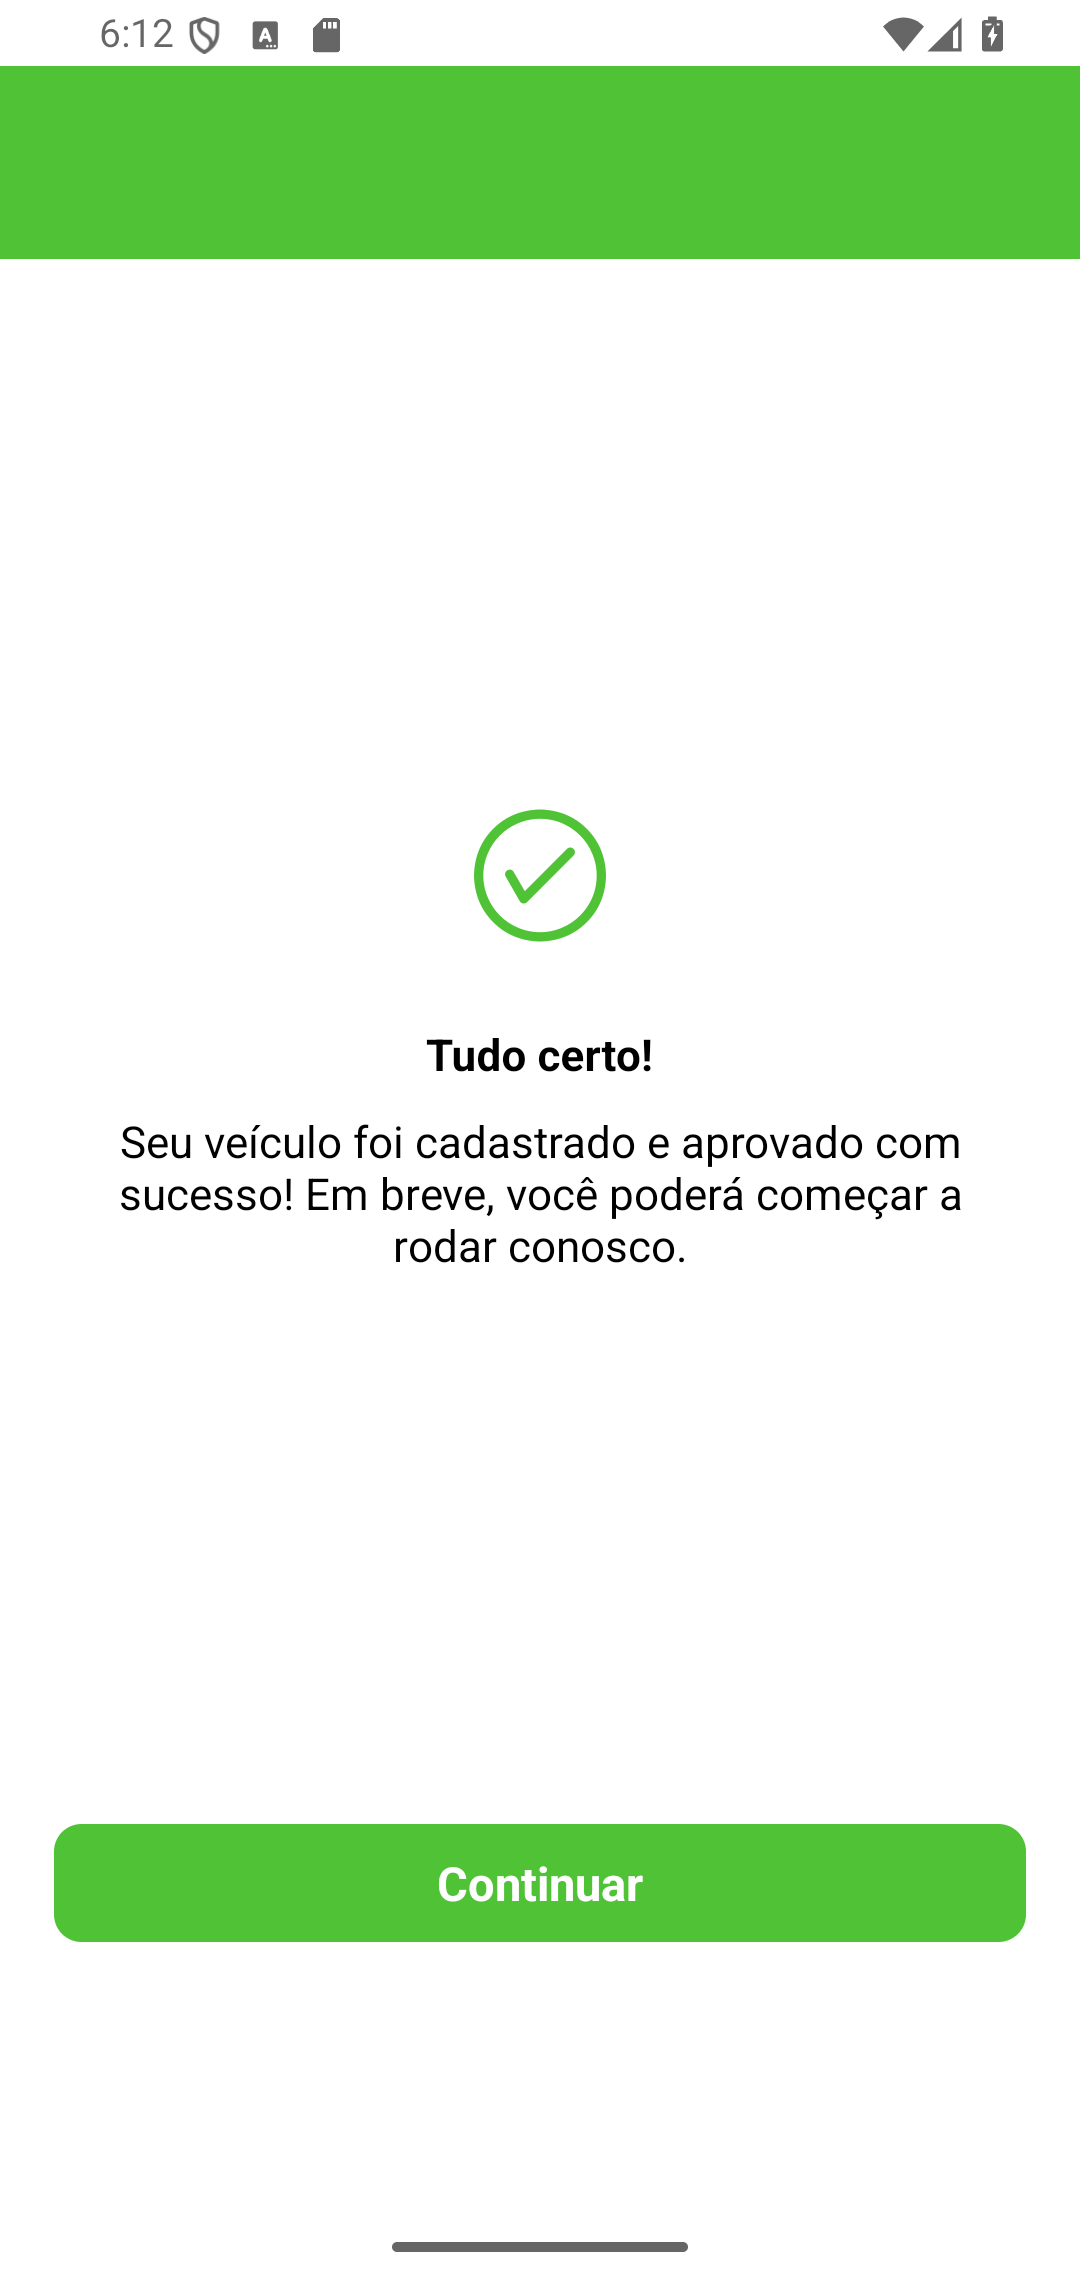 6:12
Tudo certo!
Seu veículo foi cadastrado e aprovado com
sucesso! Em breve, você poderá começar a
rodar conosco.
Continuar